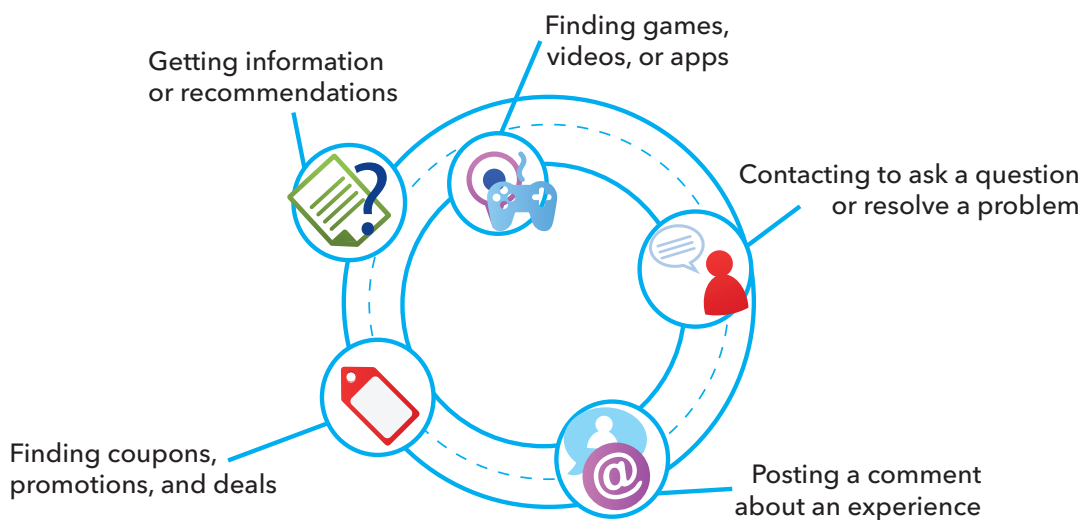 Finding games,
videos, or apps
Getting information
or recommendations
?
Contacting to ask a question
or resolve a problem
Finding coupons,
promotions, and deals
@
Posting a comment
about an experience